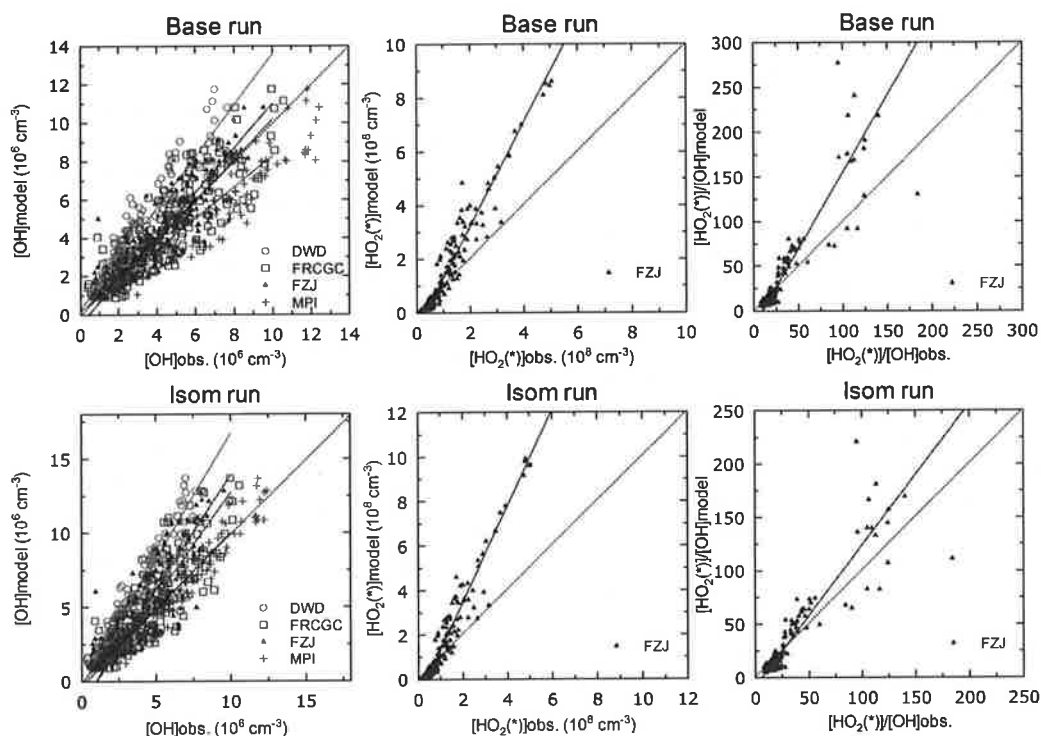 Base run
[OH]model (10⁶ cm⁻³)
14
12
10
8
6
4
2
0
DWD
FRCGC
FZJ
MPI
0 2 4 6 8 10 12 14
[OH]obs. (10⁶ cm⁻³)
Base run
[HO₂(*)]model (10⁸ cm⁻³)
10
8
6
4
2
0
FZJ
0 2 4 6 8 10
[HO₂(*)]obs. (10⁸ cm⁻³)
Base run
[HO₂(*)]/[OH]model
300
250
200
150
100
50
0
FZJ
0 50 100 150 200 250 300
[HO₂(*)]/[OH]obs.
Isom run
[OH]model (10⁶ cm⁻³)
15
10
5
0
DWD
FRCGC
FZJ
MPI
0 5 10 15
[OH]obs. (10⁶ cm⁻³)
Isom run
[HO₂(*)]model (10⁸ cm⁻³)
12
10
8
6
4
2
0
FZJ
0 2 4 6 8 10 12
[HO₂(*)]obs. (10⁸ cm⁻³)
Isom run
[HO₂(*)]/[OH]model
250
200
150
100
50
0
FZJ
0 50 100 150 200 250
[HO₂(*)]/[OH]obs.